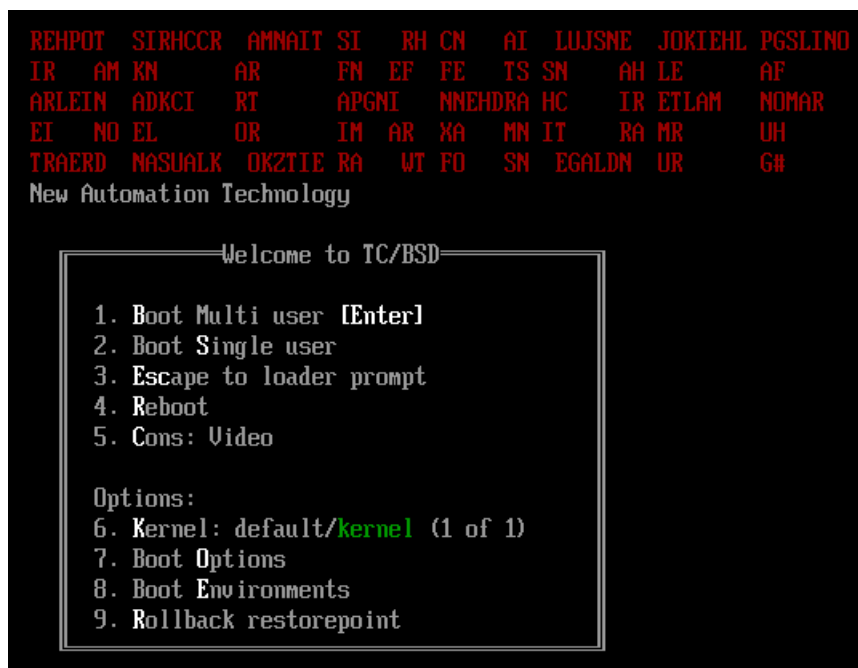 REHPOT SIRHCCR AMNAIT SI RH CN AI LUJSNE JOKIEHL PGSLINO
IR AM KN AR FN EF FE TS SN AH LE AF
ARLEIN ADKCI RT APGNI NNEHDRA HC IR ETLAM NOMAR
EI NO EL OR IM AR XA MN IT RA MR UH
TRAERD NASUALK OKZTIE RA WT FO SN EGALDN UR G#
New Automation Technology
Welcome to TC/BSD
1. Boot Multi user [Enter]
2. Boot Single user
3. Escape to loader prompt
4. Reboot
5. Cons: Video
Options:
6. Kernel: default/kernel (1 of 1)
7. Boot Options
8. Boot Environments
9. Rollback restorepoint